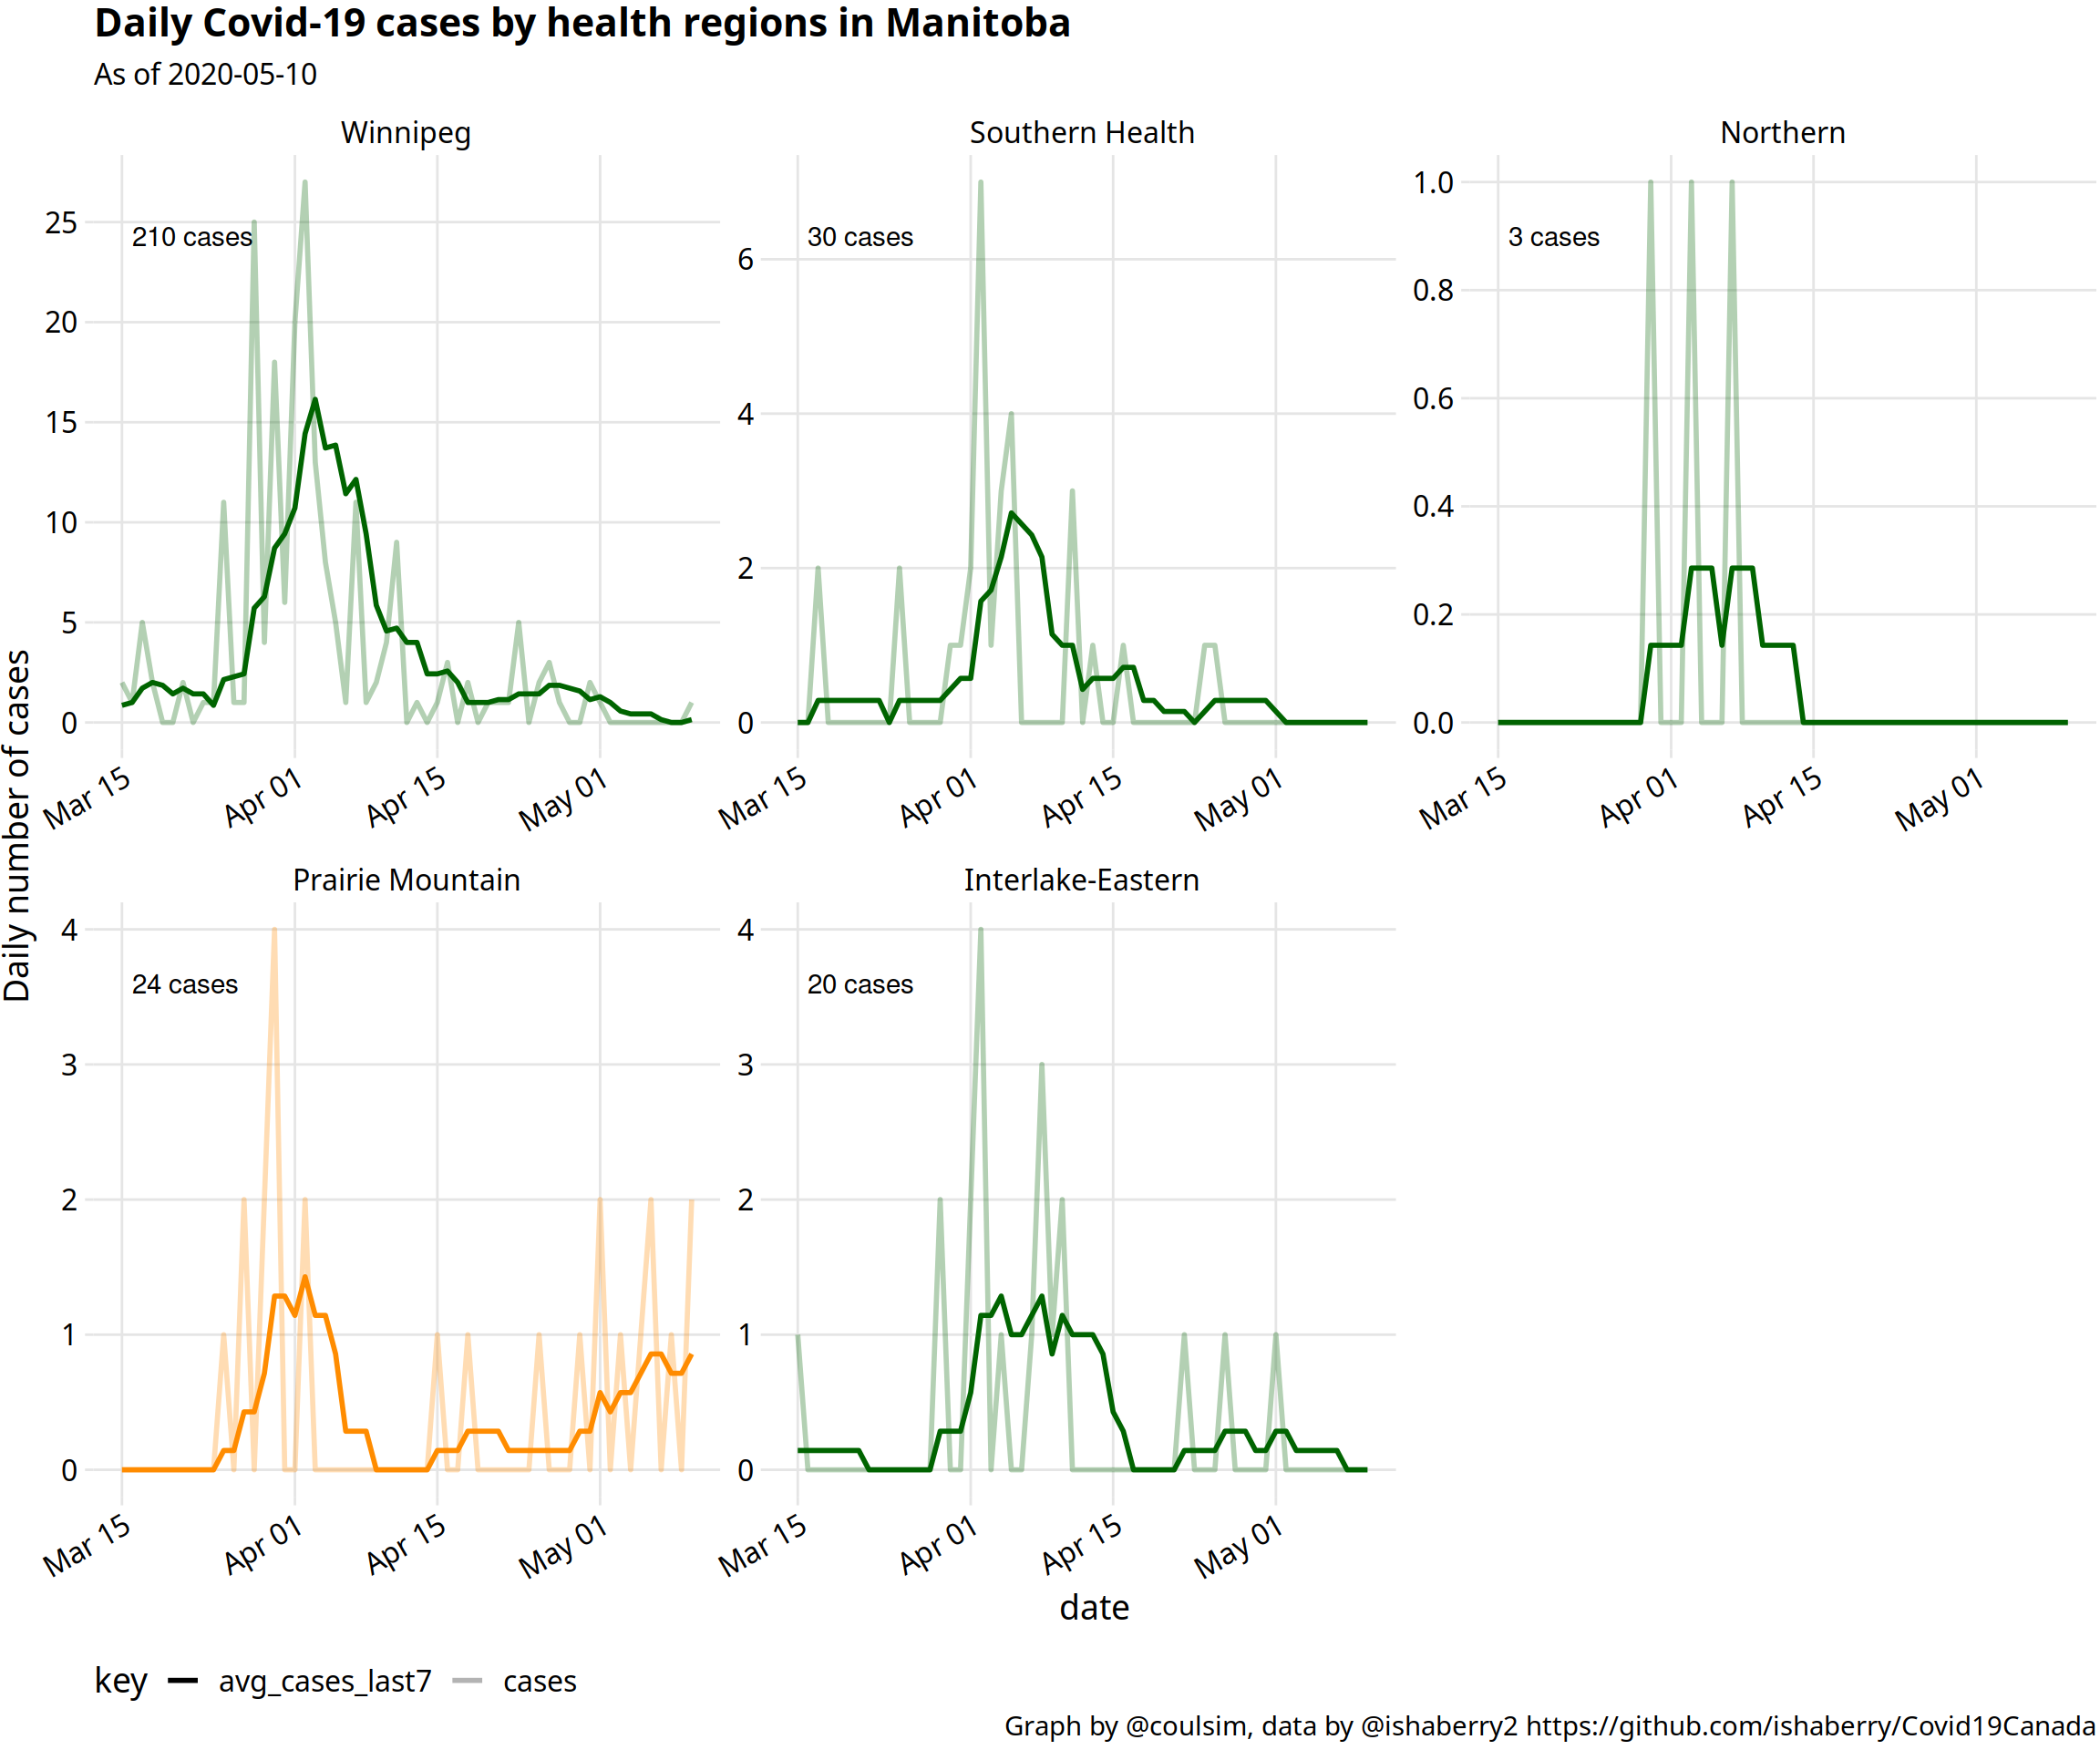 Daily Covid-19 cases by health regions in Manitoba
As of 2020-05-10
Winnipeg
Southern Health
Northern
25
20
15
10
5
0
210 cases
6
4
2
0
30 cases
1.0
0.8
0.6
0.4
0.2
0.0
3 cases
Mar 15
Apr 01
Apr 15
May 01
Mar 15
Apr 01
Apr 15
May 01
Mar 15
Apr 01
Apr 15
May 01
Daily number of cases
Prairie Mountain
Interlake-Eastern
4
3
2
1
0
24 cases
4
3
2
1
0
20 cases
Mar 15
Apr 01
Apr 15
May 01
Mar 15
Apr 01
Apr 15
May 01
date
key avg_cases_last7 cases
Graph by @coulsim, data by @ishaberry2 https://github.com/ishaberry/Covid19Canada